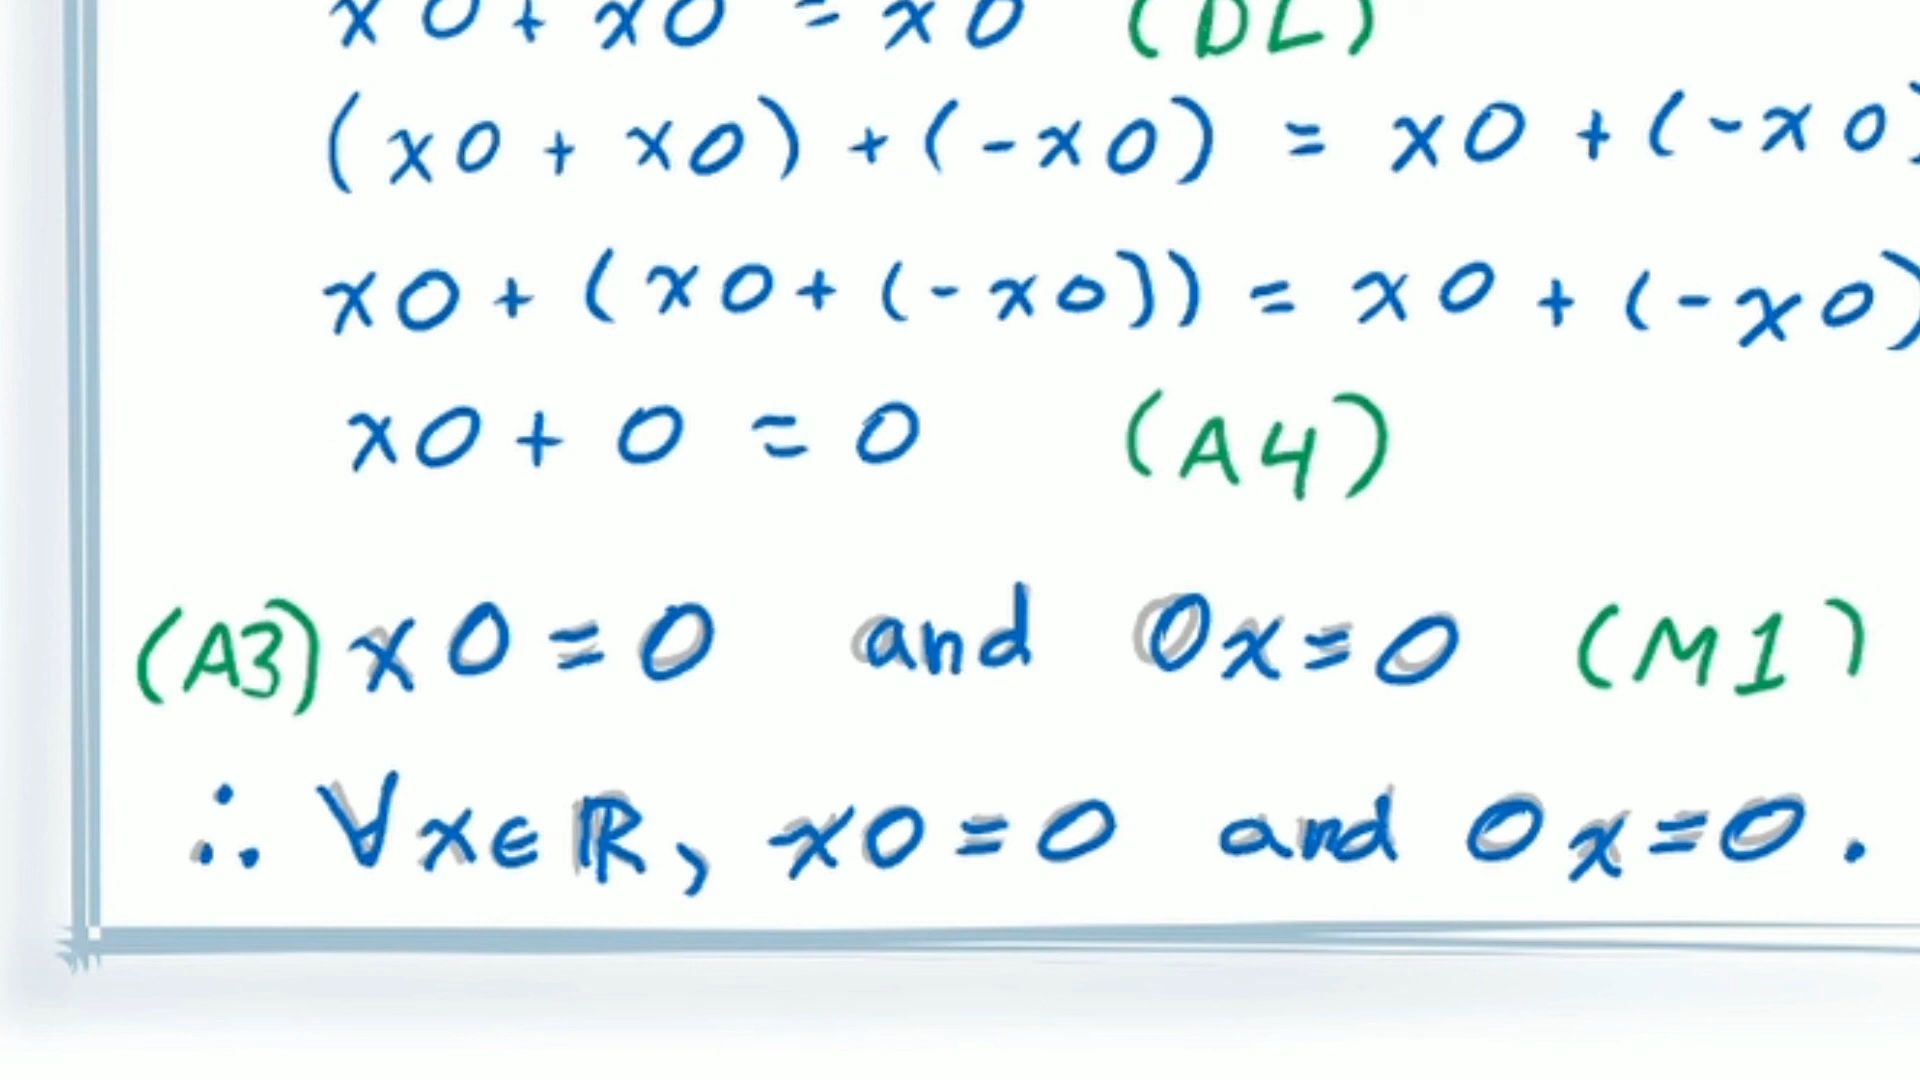 x0 + x0 = x0 (DL)
(x0 + x0) + (-x0) = x0 + (-x0)
x0 + (x0 + (-x0)) = x0 + (-x0)
x0 + 0 = 0 (A4)
(A3) x0 = 0 and 0x = 0 (M1)
∴ ∀x∈ℝ, x0 = 0 and 0x = 0.